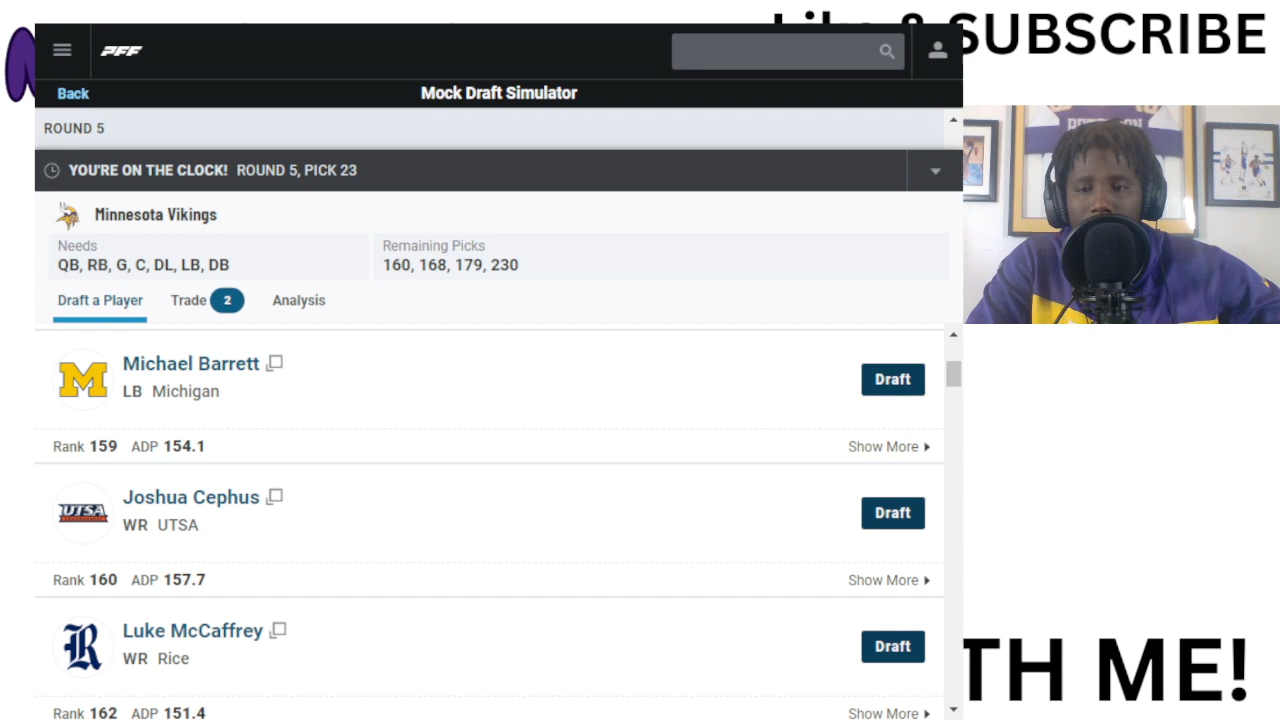 Like & SUBSCRIBE
PFF
Back
Mock Draft Simulator
ROUND 5
YOU'RE ON THE CLOCK! ROUND 5, PICK 23
Minnesota Vikings
Needs
QB, RB, G, C, DL, LB, DB
Remaining Picks
160, 168, 179, 230
Draft a Player
Trade 2
Analysis
Michael Barrett
LB Michigan
Draft
Rank 159 ADP 154.1
Show More
UTSA
Joshua Cephus
WR UTSA
Draft
Rank 160 ADP 157.7
Show More
R
Luke McCaffrey
WR Rice
Draft
Rank 162 ADP 151.4
Show More
TH ME!